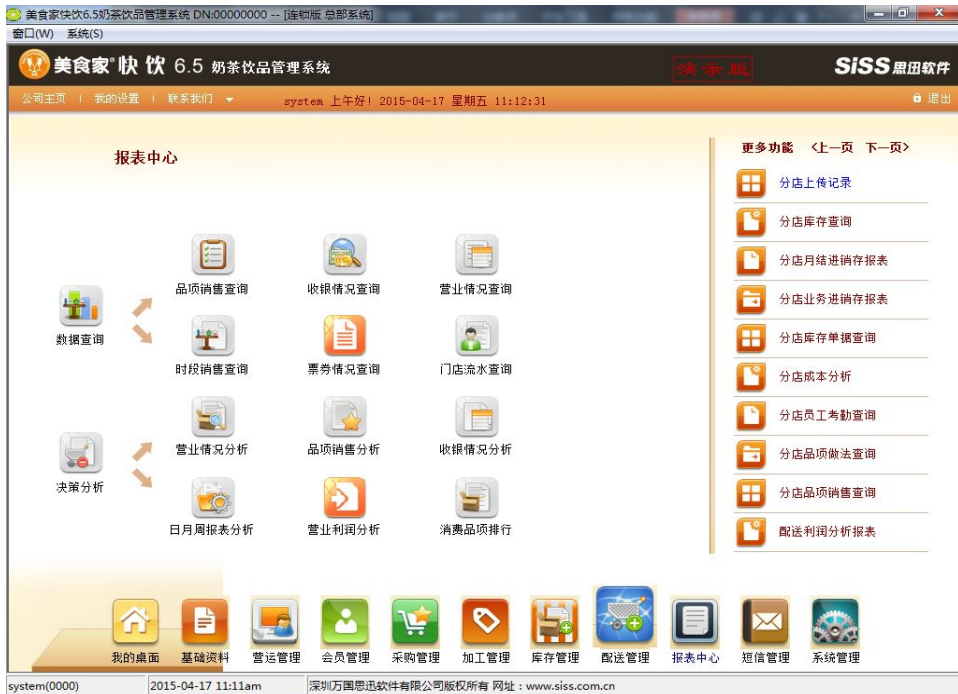 美食家快饮6.5奶茶饮品管理系统 DN:00000000 -- [连锁版 总部系统]
窗口(W) 系统(S)
美食家®快饮 6.5 奶茶饮品管理系统 演示版 SiSS思迅软件
公司主页 | 我的设置 | 联系我们 system 上午好! 2015-04-17 星期五 11:12:31 退出
报表中心
更多功能 <上一页 下一页>
分店上传记录
分店库存查询
分店月结进销存报表
分店业务进销存报表
分店库存单据查询
分店成本分析
分店员工考勤查询
分店品项做法查询
分店品项销售查询
配送利润分析报表
数据查询
品项销售查询 收银情况查询 营业情况查询
时段销售查询 票券情况查询 门店流水查询
决策分析
营业情况分析 品项销售分析 收银情况分析
日月周报表分析 营业利润分析 消费品项排行
我的桌面 基础资料 营运管理 会员管理 采购管理 加工管理 库存管理 配送管理 报表中心 短信管理 系统管理
system(0000) 2015-04-17 11:11am 深圳万国思迅软件有限公司版权所有 网址：www.siss.com.cn